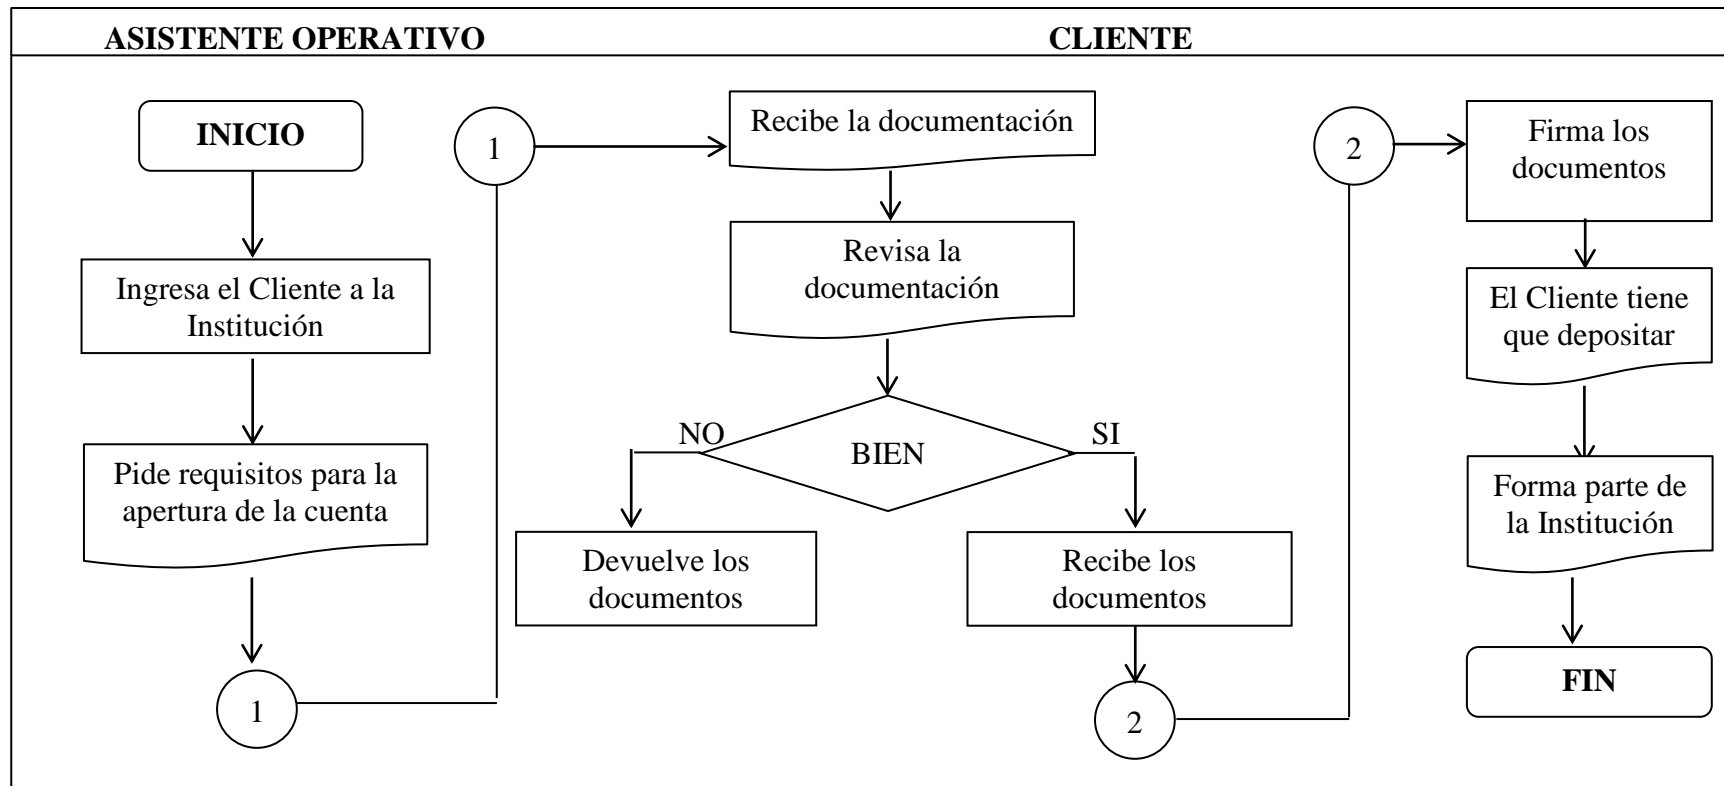 ASISTENTE OPERATIVO
CLIENTE
INICIO
Ingresa el Cliente a la
Institución
Pide requisitos para la
apertura de la cuenta
1
1
Recibe la documentación
Revisa la
documentación
BIEN
NO
SI
Devuelve los
documentos
Recibe los
documentos
2
2
Firma los
documentos
El Cliente tiene
que depositar
Forma parte de
la Institución
FIN